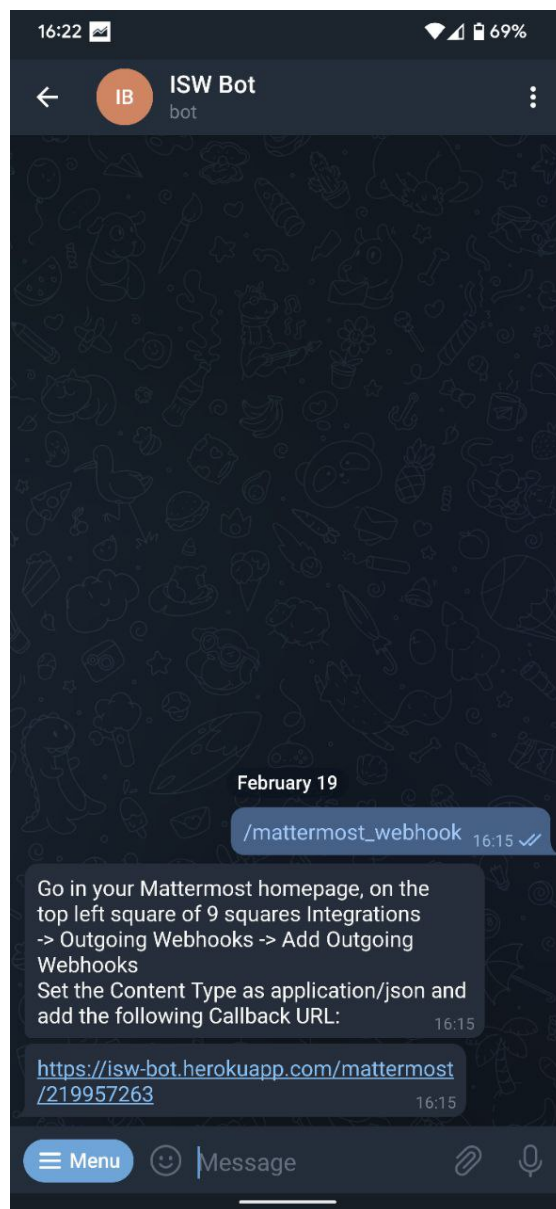 16:22
69%
IB
ISW Bot
bot
February 19
/mattermost_webhook 16:15
Go in your Mattermost homepage, on the
top left square of 9 squares Integrations
-> Outgoing Webhooks -> Add Outgoing
Webhooks
Set the Content Type as application/json and
add the following Callback URL: 16:15
https://isw-bot.herokuapp.com/mattermost
/219957263 16:15
Menu
Message